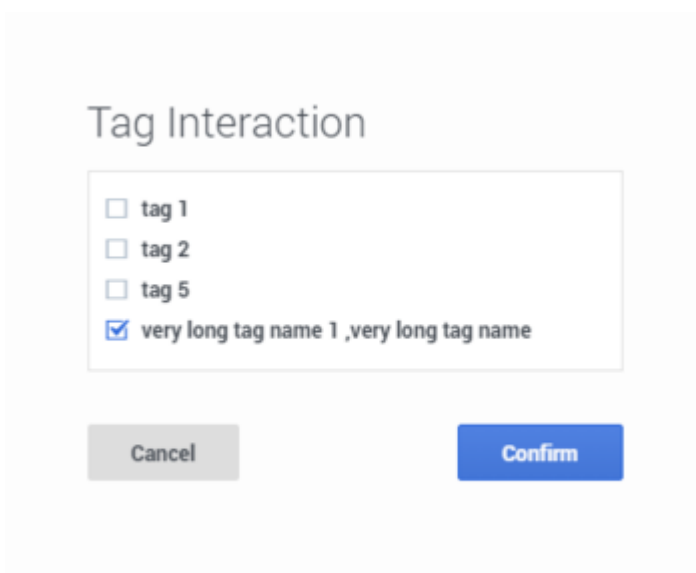 Tag Interaction
tag 1
tag 2
tag 5
very long tag name 1 ,very long tag name
Cancel
Confirm